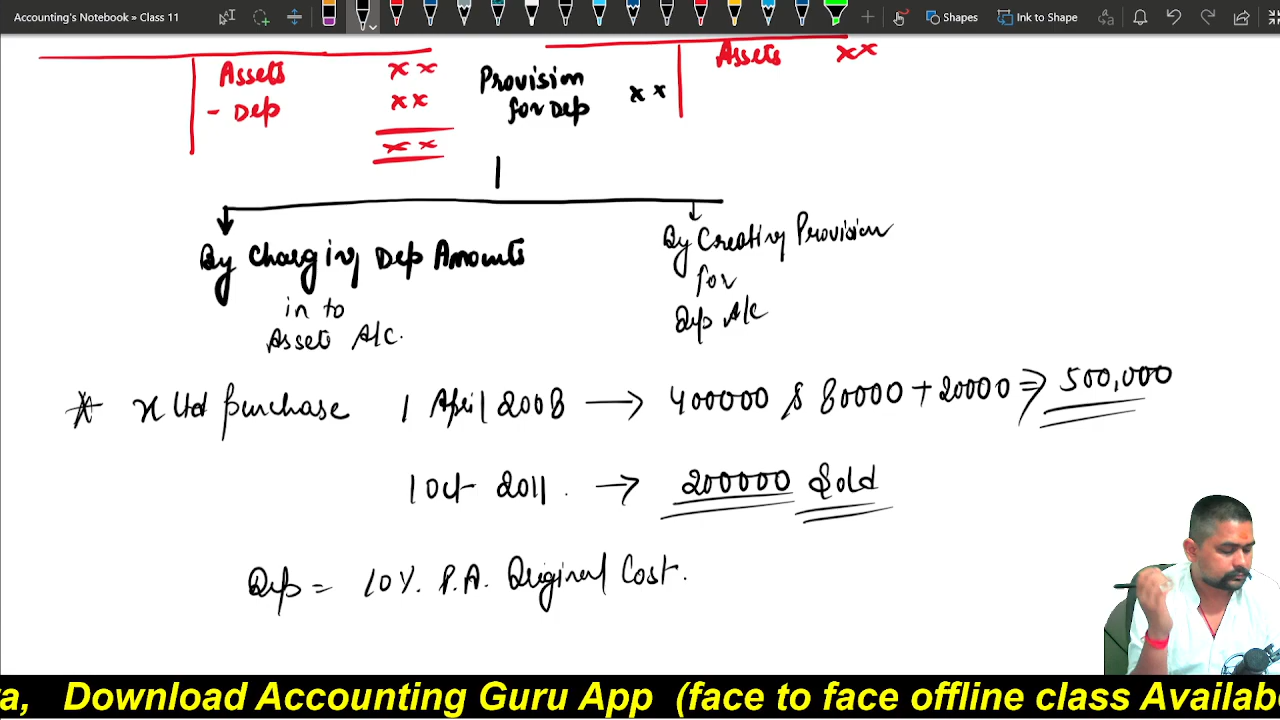 Accounting's Notebook » Class 11
Shapes
Ink to Shape
Assets xx
- Dep xx
xx
Provision
for Dep xx
Assets xx
By Charging Dep Amounts
in to
Assets A/C.
By Creating Provision
for
Dep A/c
x Ltd purchase 1 April 2008 → 400000 & 80000 + 20000 ⇒ 500,000
1 Oct 2011. → 200000 Sold
Dep = 10%. P.A. Original Cost.
ra, Download Accounting Guru App (face to face offline class Availab